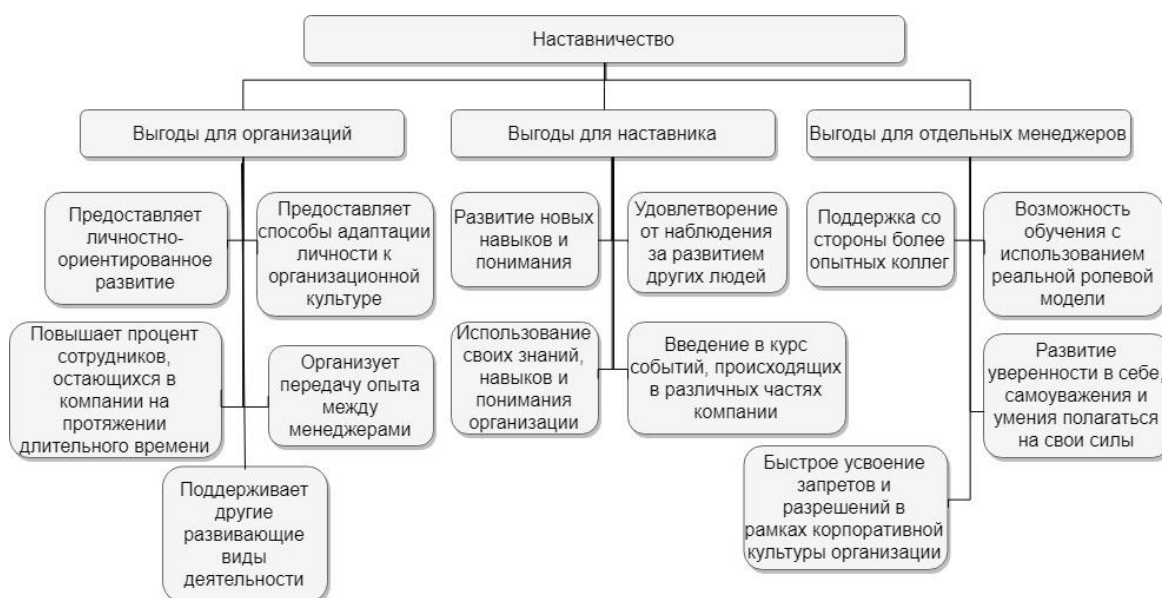 Наставничество
Выгоды для организаций
Выгоды для наставника
Выгоды для отдельных менеджеров
Предоставляет
личностно-
ориентированное
развитие
Предоставляет
способы адаптации
личности к
организационной
культуре
Развитие новых
навыков и
понимания
Удовлетворение
от наблюдения
за развитием
других людей
Поддержка со
стороны более
опытных коллег
Возможность
обучения с
использованием
реальной ролевой
модели
Повышает процент
сотрудников,
остающихся в
компании на
протяжении
длительного времени
Организует
передачу опыта
между
менеджерами
Использование
своих знаний,
навыков и
понимания
организации
Введение в курс
событий, происходящих
в различных частях
компании
Развитие
уверенности в себе,
самоуважения и
умения полагаться
на свои силы
Поддерживает
другие
развивающие
виды
деятельности
Быстрое усвоение
запретов и
разрешений в
рамках корпоративной
культуры организации